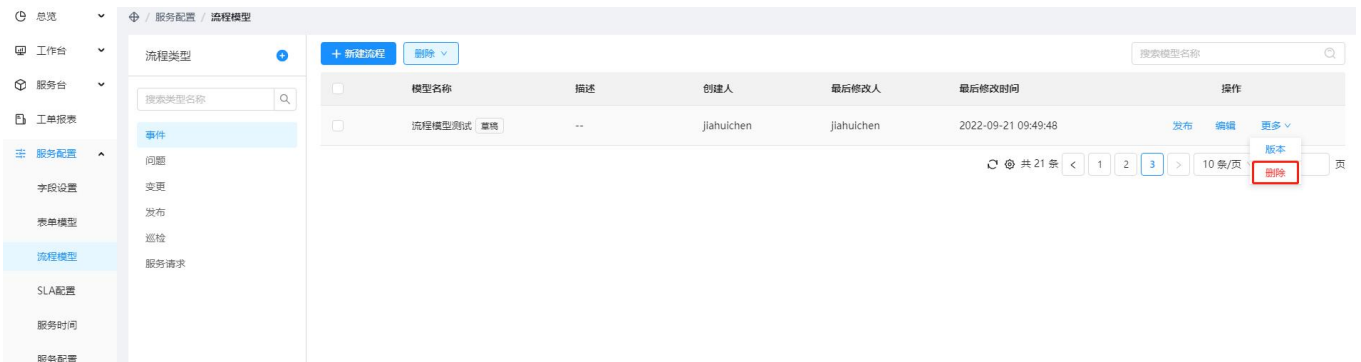 总览
工作台
服务台
工单报表
服务配置
字段设置
表单模型
流程模型
SLA配置
服务时间
服务配置
/ 服务配置 / 流程模型
流程类型
搜索类型名称
事件
问题
变更
发布
巡检
服务请求
+ 新建流程 删除
搜索模型名称
模型名称 描述 创建人 最后修改人 最后修改时间 操作
流程模型测试 草稿 -- jiahuichen jiahuichen 2022-09-21 09:49:48 发布 编辑 更多
版本
删除
共 21 条 < 1 2 3 > 10 条/页 页